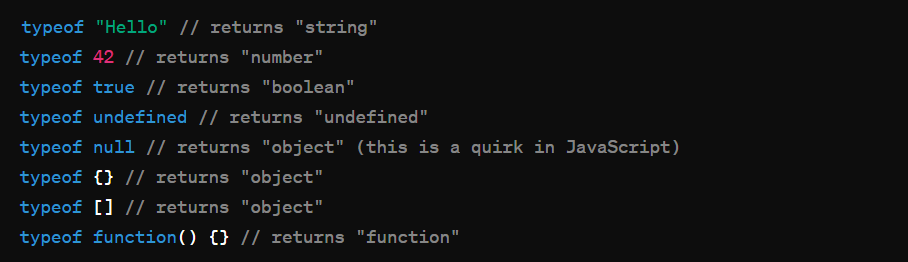 typeof "Hello" // returns "string"
typeof 42 // returns "number"
typeof true // returns "boolean"
typeof undefined // returns "undefined"
typeof null // returns "object" (this is a quirk in JavaScript)
typeof {} // returns "object"
typeof [] // returns "object"
typeof function() {} // returns "function"